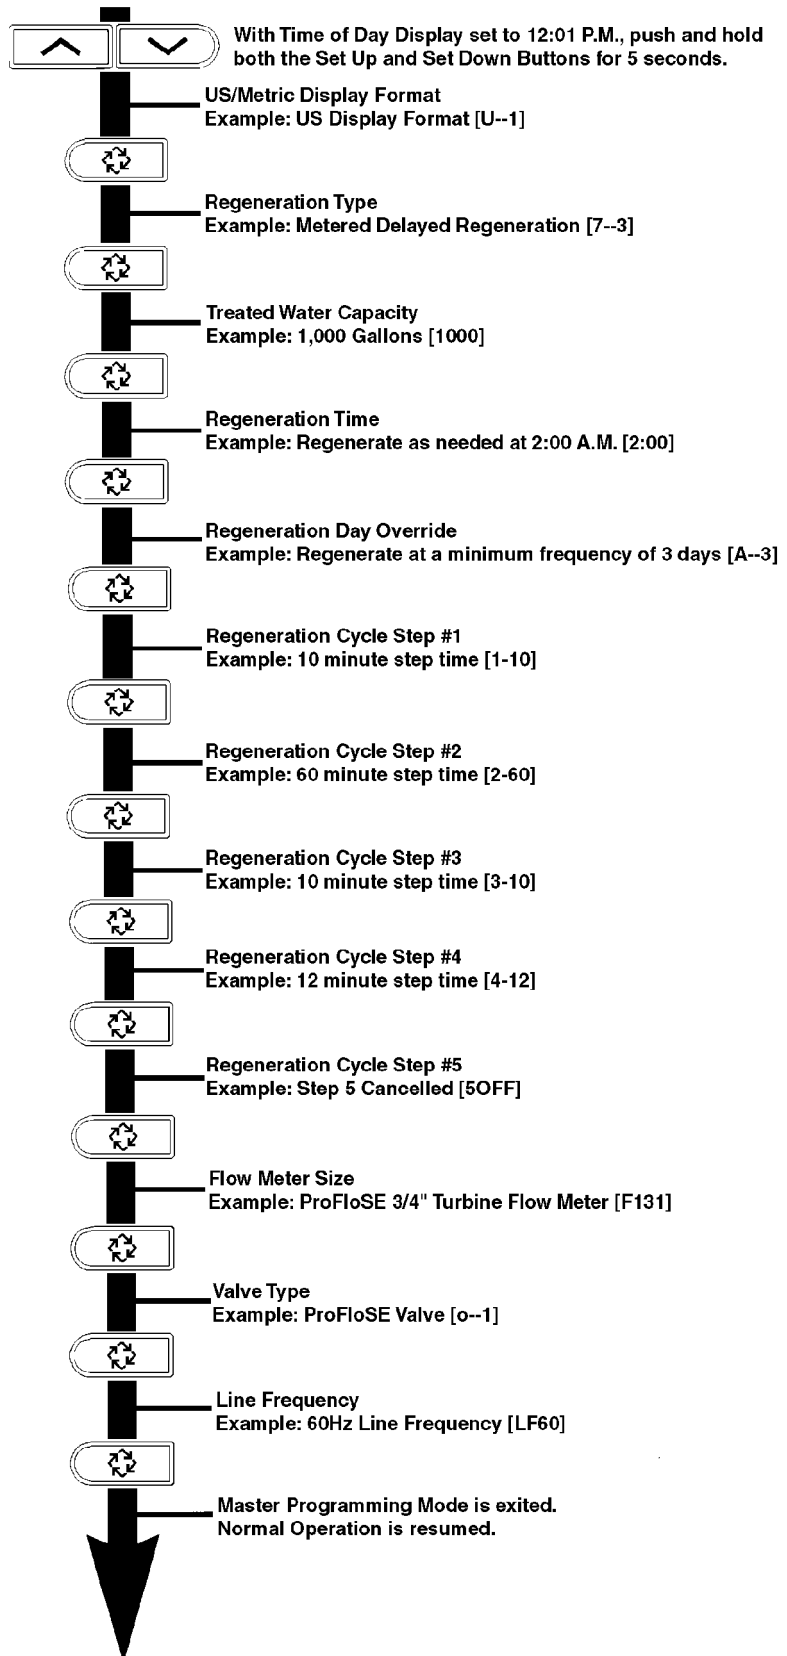 With Time of Day Display set to 12:01 P.M., push and hold
both the Set Up and Set Down Buttons for 5 seconds.
US/Metric Display Format
Example: US Display Format [U--1]
Regeneration Type
Example: Metered Delayed Regeneration [7--3]
Treated Water Capacity
Example: 1,000 Gallons [1000]
Regeneration Time
Example: Regenerate as needed at 2:00 A.M. [2:00]
Regeneration Day Override
Example: Regenerate at a minimum frequency of 3 days [A--3]
Regeneration Cycle Step #1
Example: 10 minute step time [1-10]
Regeneration Cycle Step #2
Example: 60 minute step time [2-60]
Regeneration Cycle Step #3
Example: 10 minute step time [3-10]
Regeneration Cycle Step #4
Example: 12 minute step time [4-12]
Regeneration Cycle Step #5
Example: Step 5 Cancelled [5OFF]
Flow Meter Size
Example: ProFloSE 3/4" Turbine Flow Meter [F131]
Valve Type
Example: ProFloSE Valve [o--1]
Line Frequency
Example: 60Hz Line Frequency [LF60]
Master Programming Mode is exited.
Normal Operation is resumed.